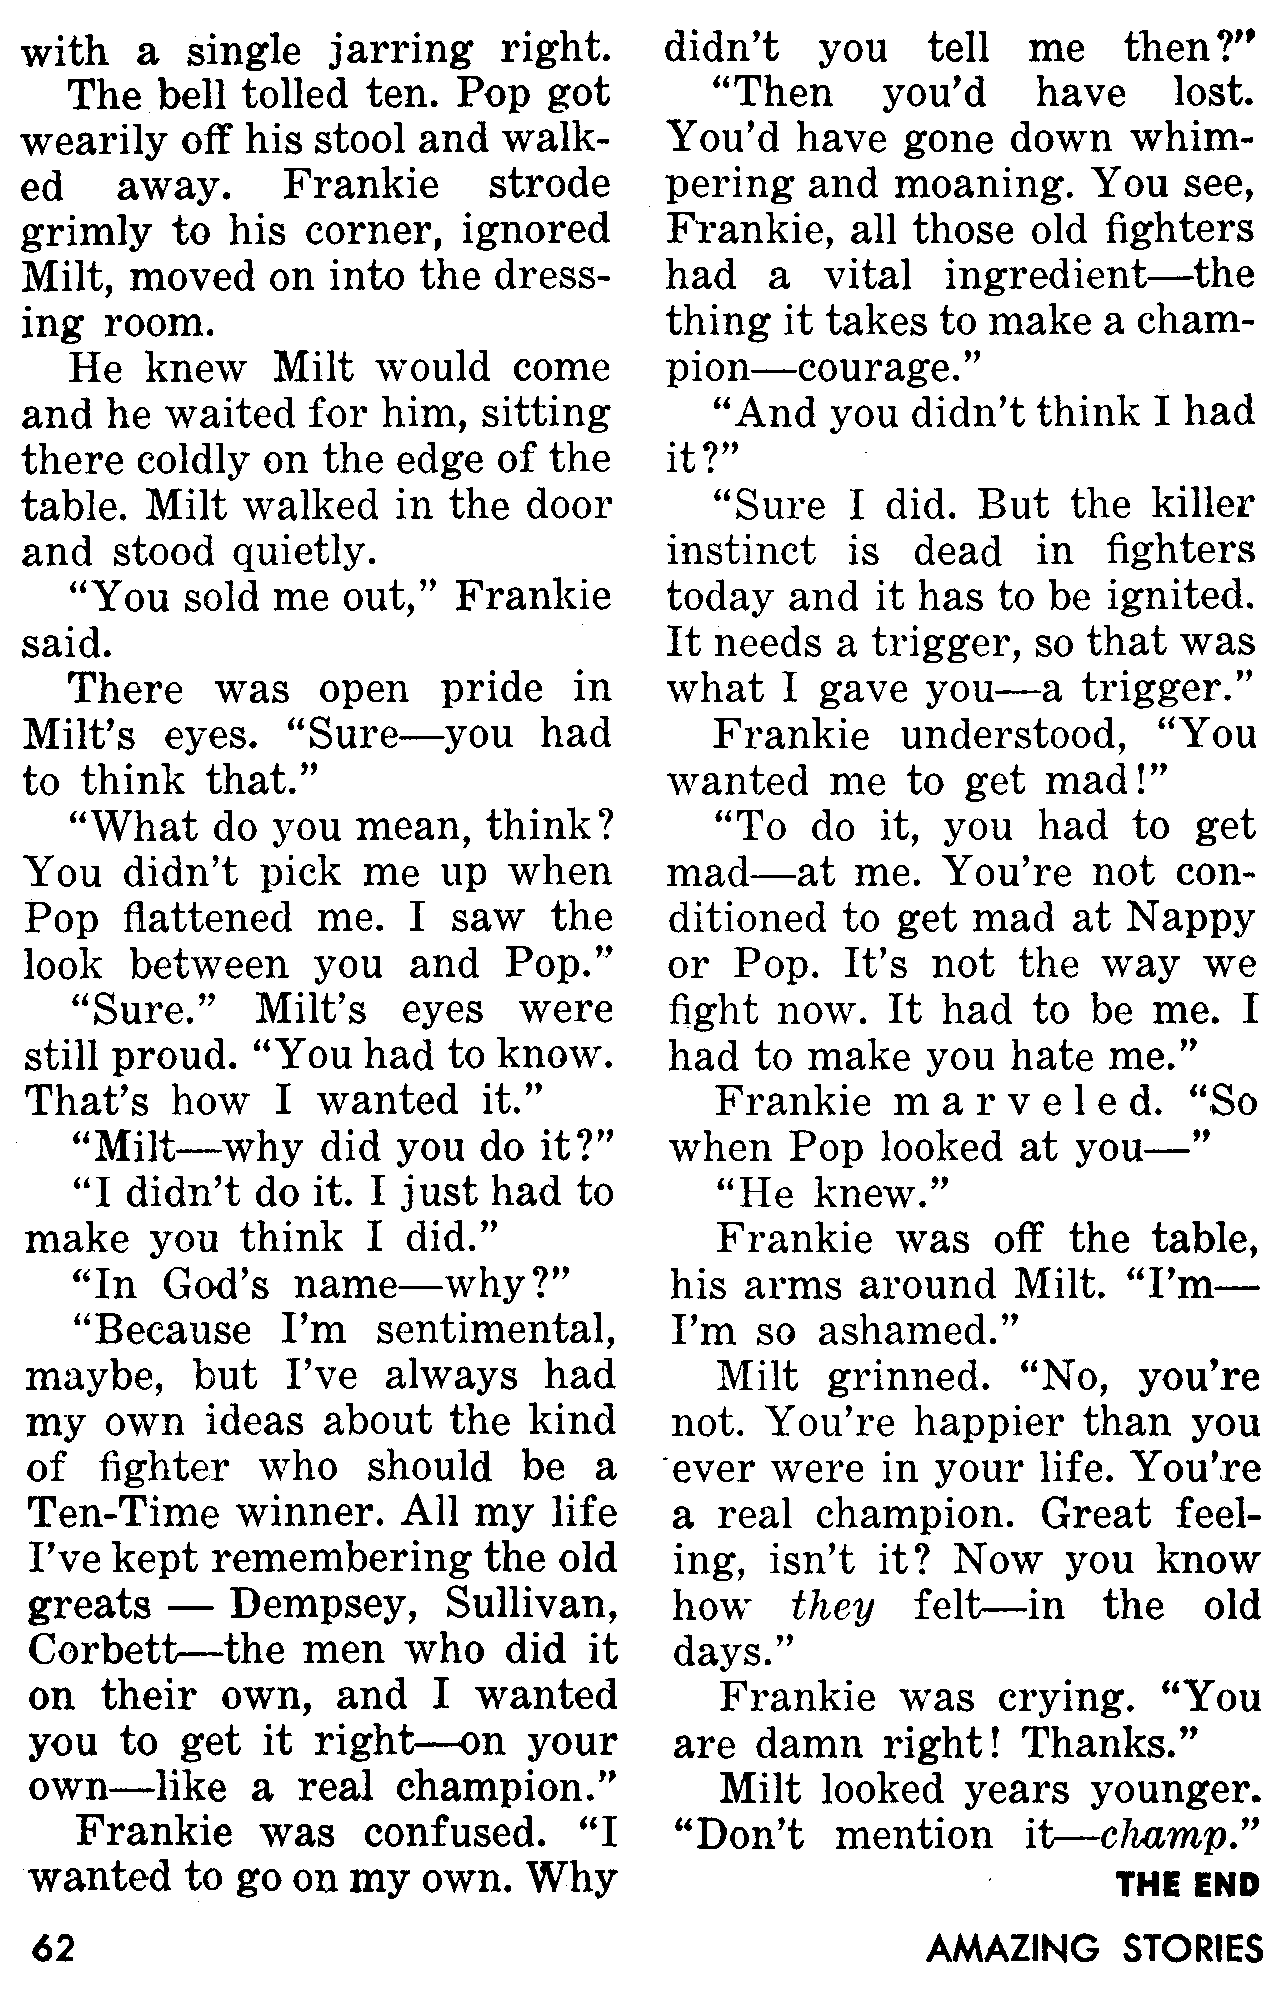 with a single jarring right.
The bell tolled ten. Pop got
wearily off his stool and walk-
ed away. Frankie strode
grimly to his corner, ignored
Milt, moved on into the dress-
ing room.
He knew Milt would come
and he waited for him, sitting
there coldly on the edge of the
table. Milt walked in the door
and stood quietly.
“You sold me out,” Frankie
said.
There was open pride in
Milt’s eyes. “Sure—you had
to think that.”
“What do you mean, think?
You didn’t pick me up when
Pop flattened me. I saw the
look between you and Pop.”
“Sure.” Milt’s eyes were
still proud. “You had to know.
That’s how I wanted it.”
“Milt—why did you do it?”
“I didn’t do it. I just had to
make you think I did.”
“In God’s name—why?”
“Because I’m sentimental,
maybe, but I’ve always had
my own ideas about the kind
of fighter who should be a
Ten-Time winner. All my life
I’ve kept remembering the old
greats — Dempsey, Sullivan,
Corbett—the men who did it
on their own, and I wanted
you to get it right—on your
own—like a real champion.”
Frankie was confused. “I
wanted to go on my own. Why
didn’t you tell me then?”
“Then you’d have lost.
You’d have gone down whim-
pering and moaning. You see,
Frankie, all those old fighters
had a vital ingredient—the
thing it takes to make a cham-
pion—courage.”
“And you didn’t think I had
it?”
“Sure I did. But the killer
instinct is dead in fighters
today and it has to be ignited.
It needs a trigger, so that was
what I gave you—a trigger.”
Frankie understood, “You
wanted me to get mad!”
“To do it, you had to get
mad—at me. You’re not con-
ditioned to get mad at Nappy
or Pop. It’s not the way we
fight now. It had to be me. I
had to make you hate me.”
Frankie marveled. “So
when Pop looked at you—”
“He knew.”
Frankie was off the table,
his arms around Milt. “I’m—
I’m so ashamed.”
Milt grinned. “No, you’re
not. You’re happier than you
ever were in your life. You’re
a real champion. Great feel-
ing, isn’t it? Now you know
how they felt—in the old
days.”
Frankie was crying. “You
are damn right! Thanks.”
Milt looked years younger.
“Don’t mention it—champ.”
THE END
62
AMAZING STORIES